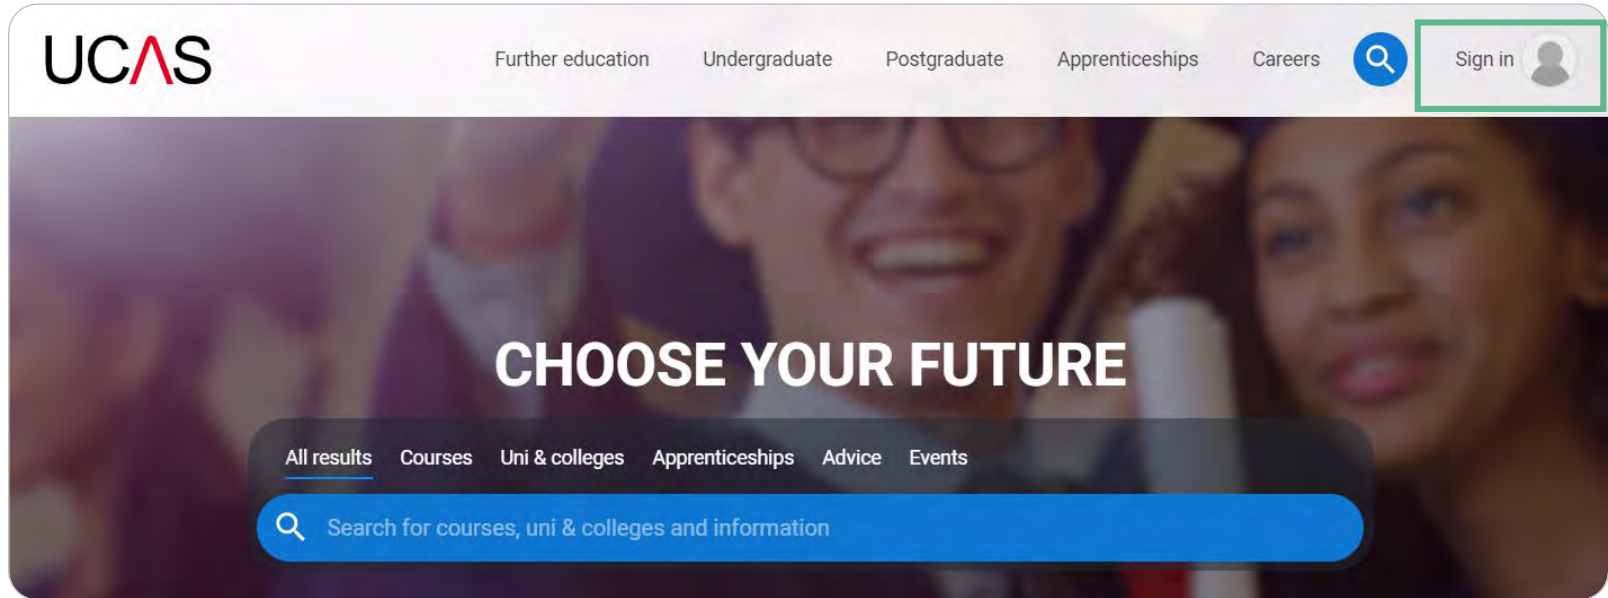 UCAS
Further education Undergraduate Postgraduate Apprenticeships Careers Sign in
CHOOSE YOUR FUTURE
All results Courses Uni & colleges Apprenticeships Advice Events
Search for courses, uni & colleges and information